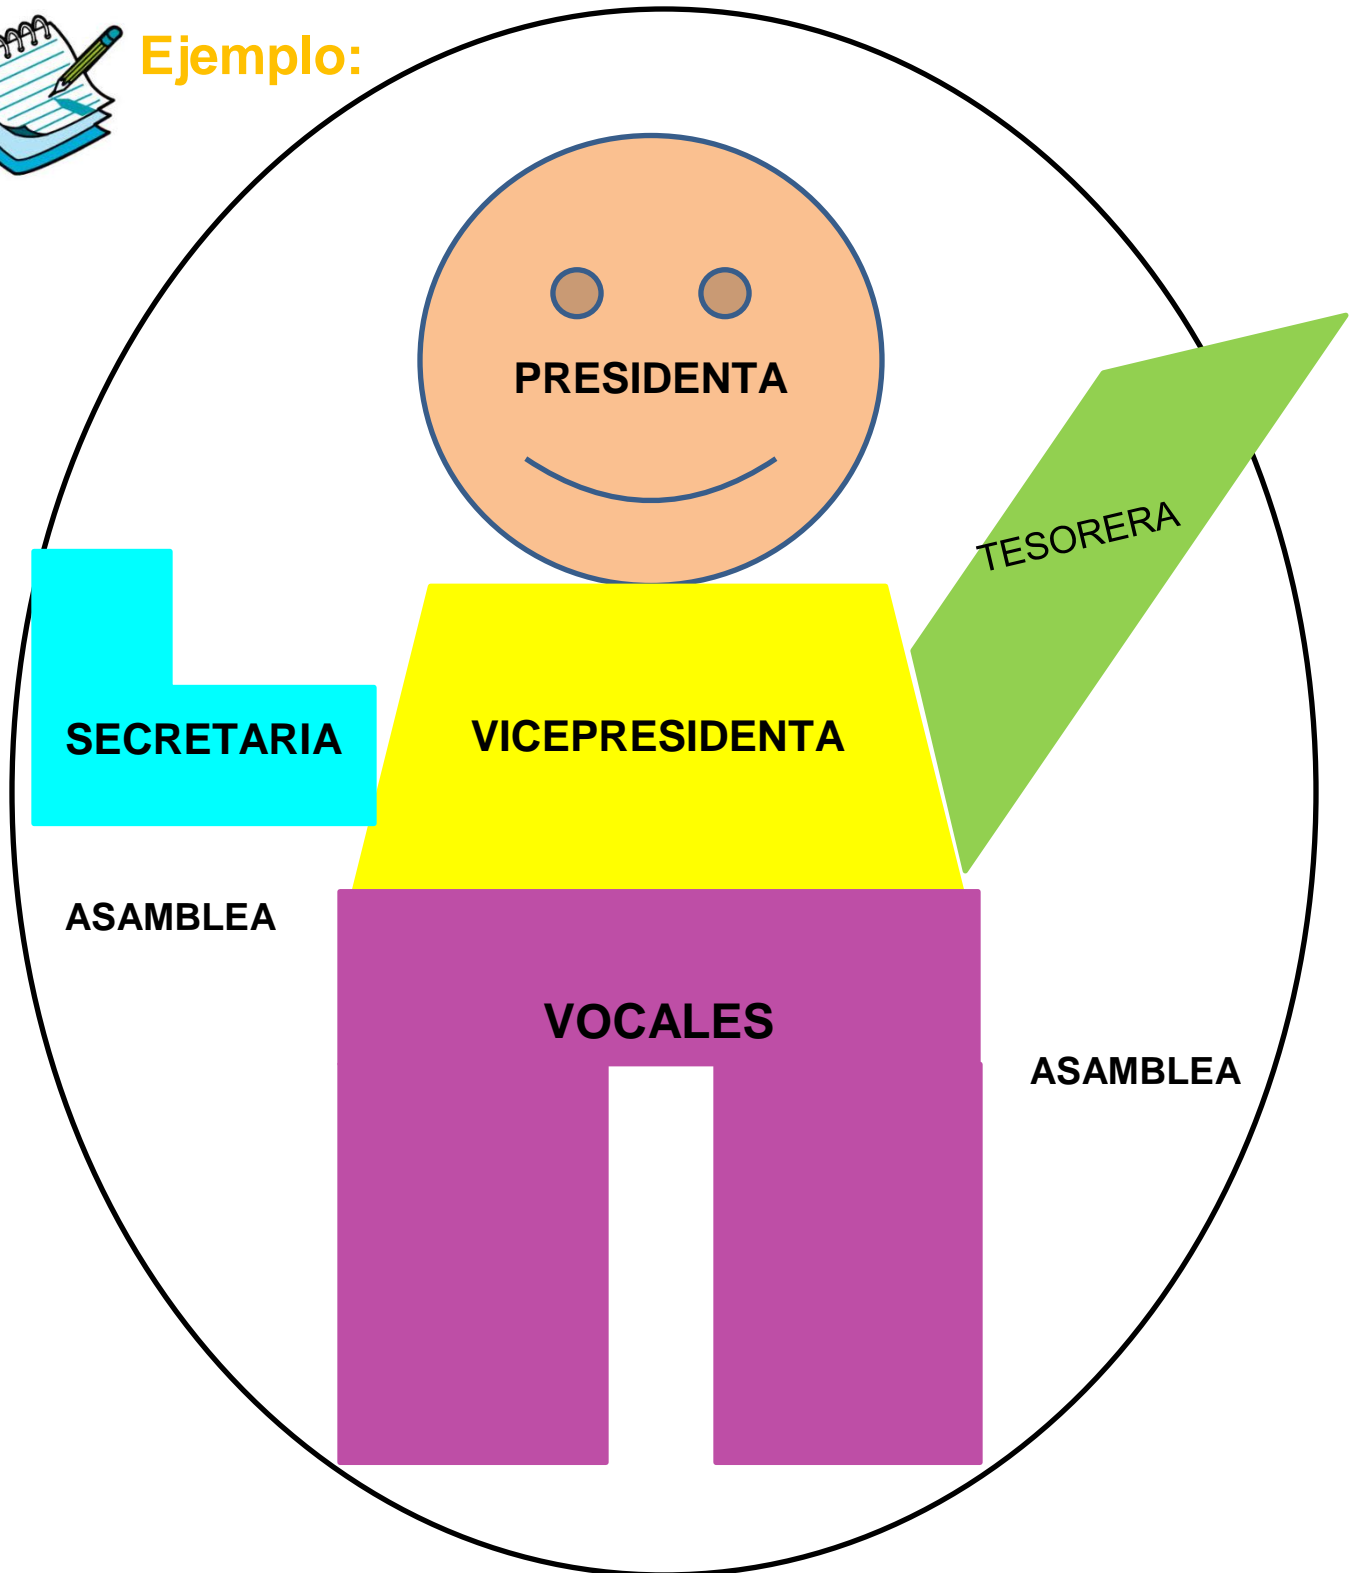 Ejemplo:
PRESIDENTA
TESORERA
SECRETARIA
VICEPRESIDENTA
ASAMBLEA
VOCALES
ASAMBLEA